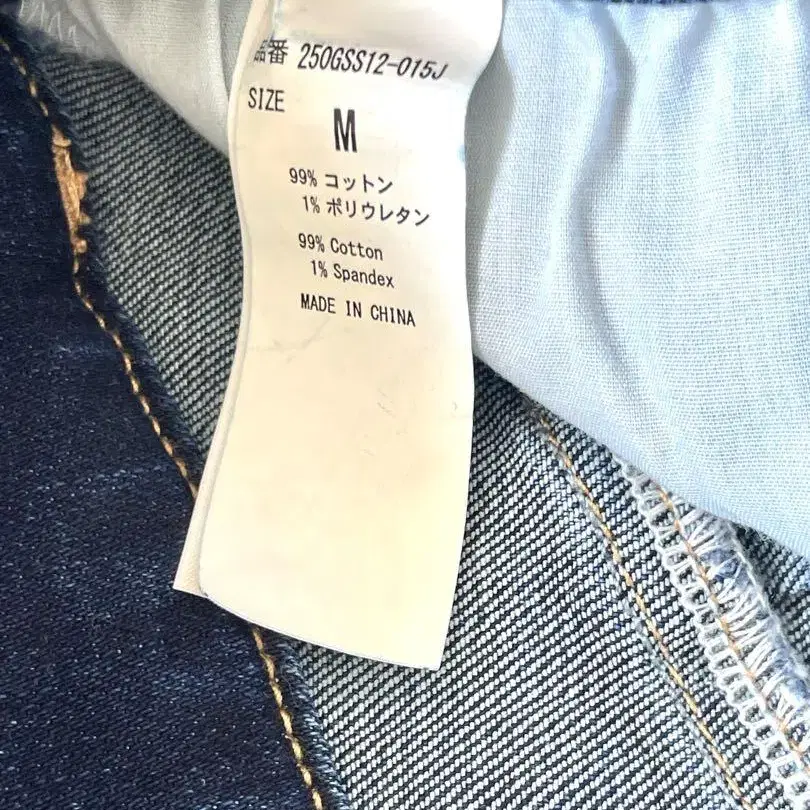 品番 250GSS12-015J
SIZE
M
99% コットン
1% ポリウレタン
99% Cotton
1% Spandex
MADE IN CHINA